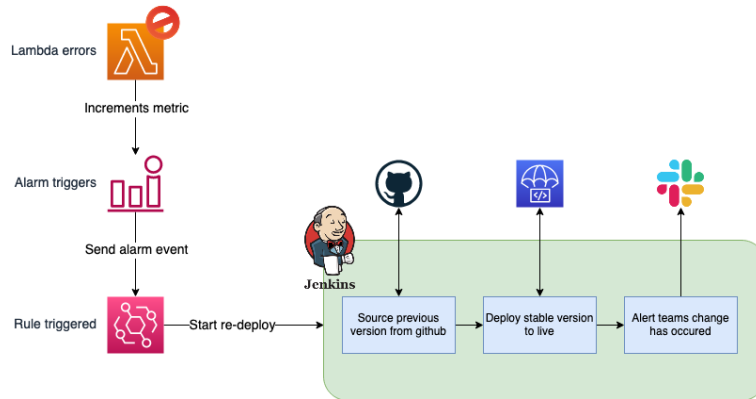 Lambda errors
Increments metric
Alarm triggers
Send alarm event
Jenkins
Rule triggered
Start re-deploy
Source previous
version from github
Deploy stable version
to live
Alert teams change
has occured